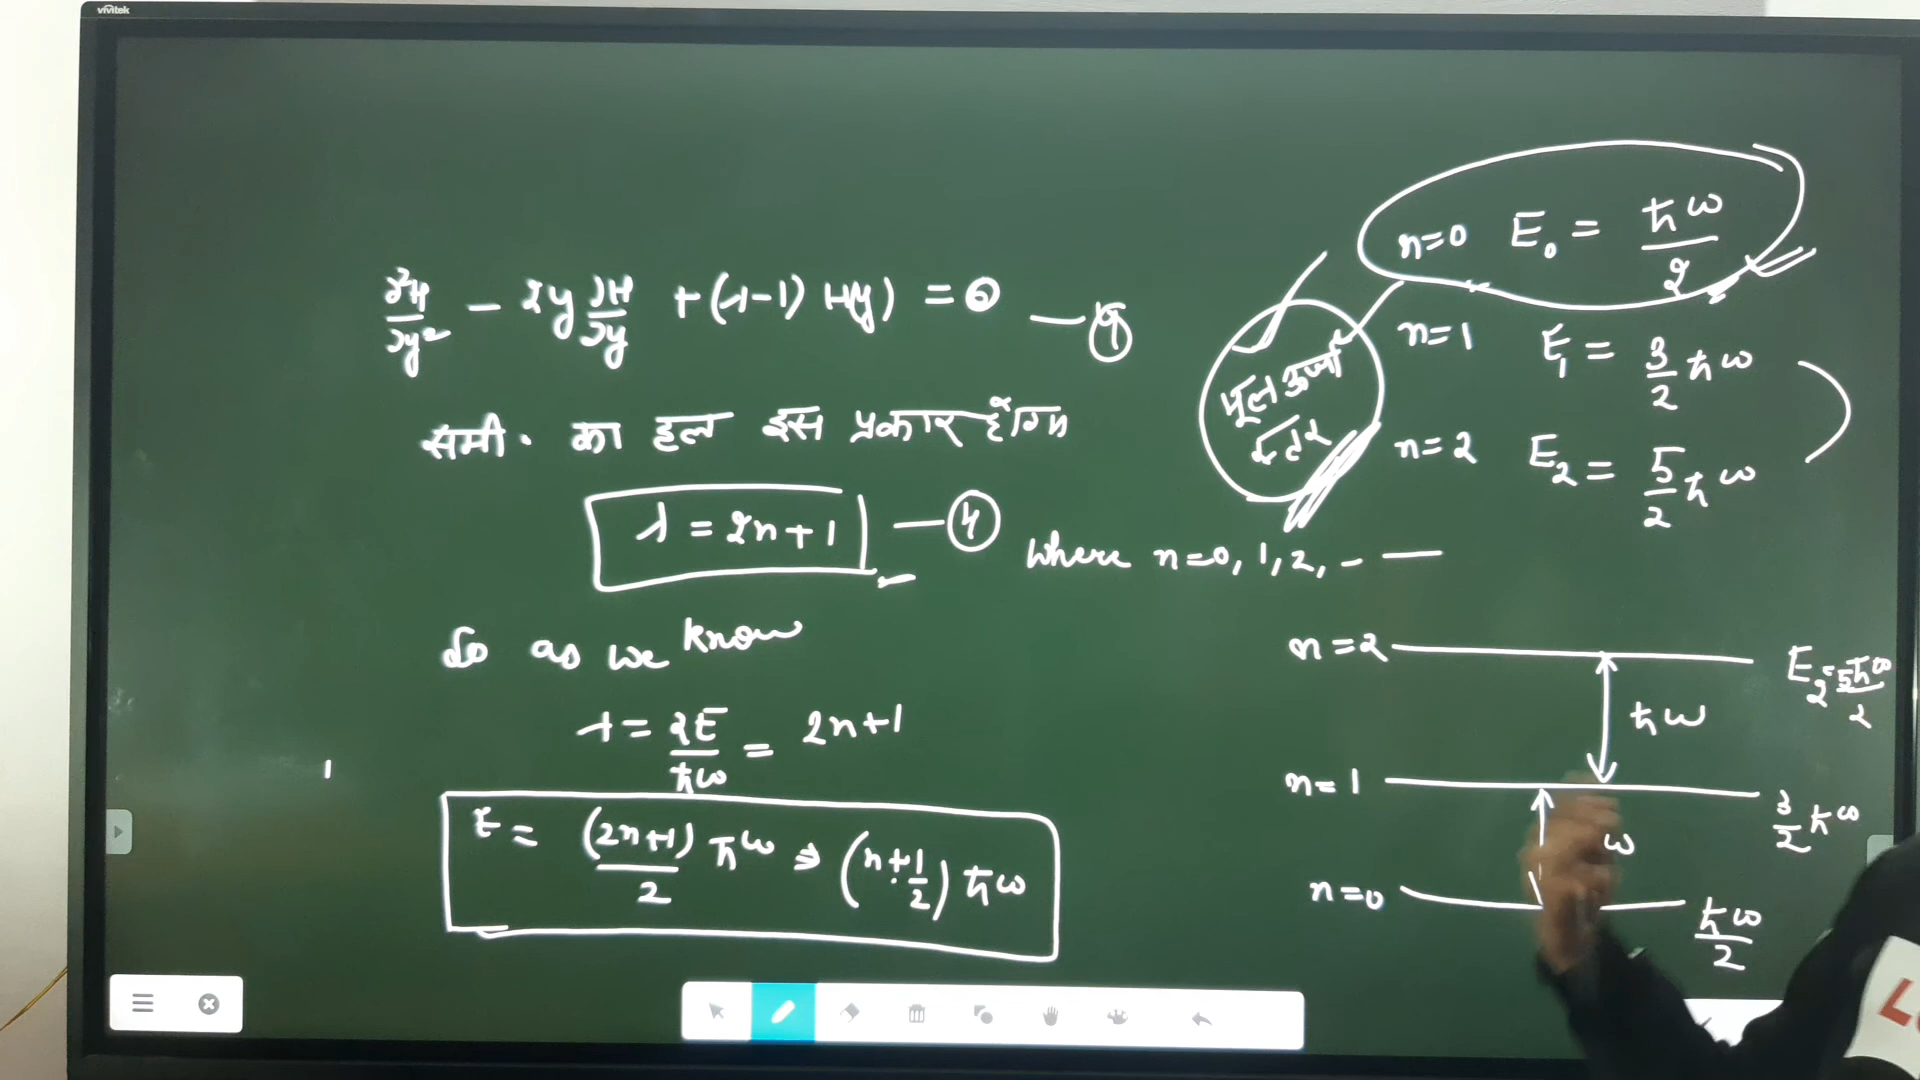 vivitek
∂²H/∂y² - 2y ∂H/∂y + (λ-1) H(y) = 0
समी. का हल इस प्रकार है कि
λ = 2n+1
where n=0, 1, 2, - —
So as we know
λ = 2E/ħω = 2n+1
E = (2n+1)/2 ħω ⇒ (n+1/2) ħω
n=0 E₀ = ħω/2
n=1 E₁ = 3/2 ħω
n=2 E₂ = 5/2 ħω
ऊर्जा
कहते
n=2 E₂ = 5ħω/2
ħω
n=1 3/2 ħω
ω
n=0 ħω/2